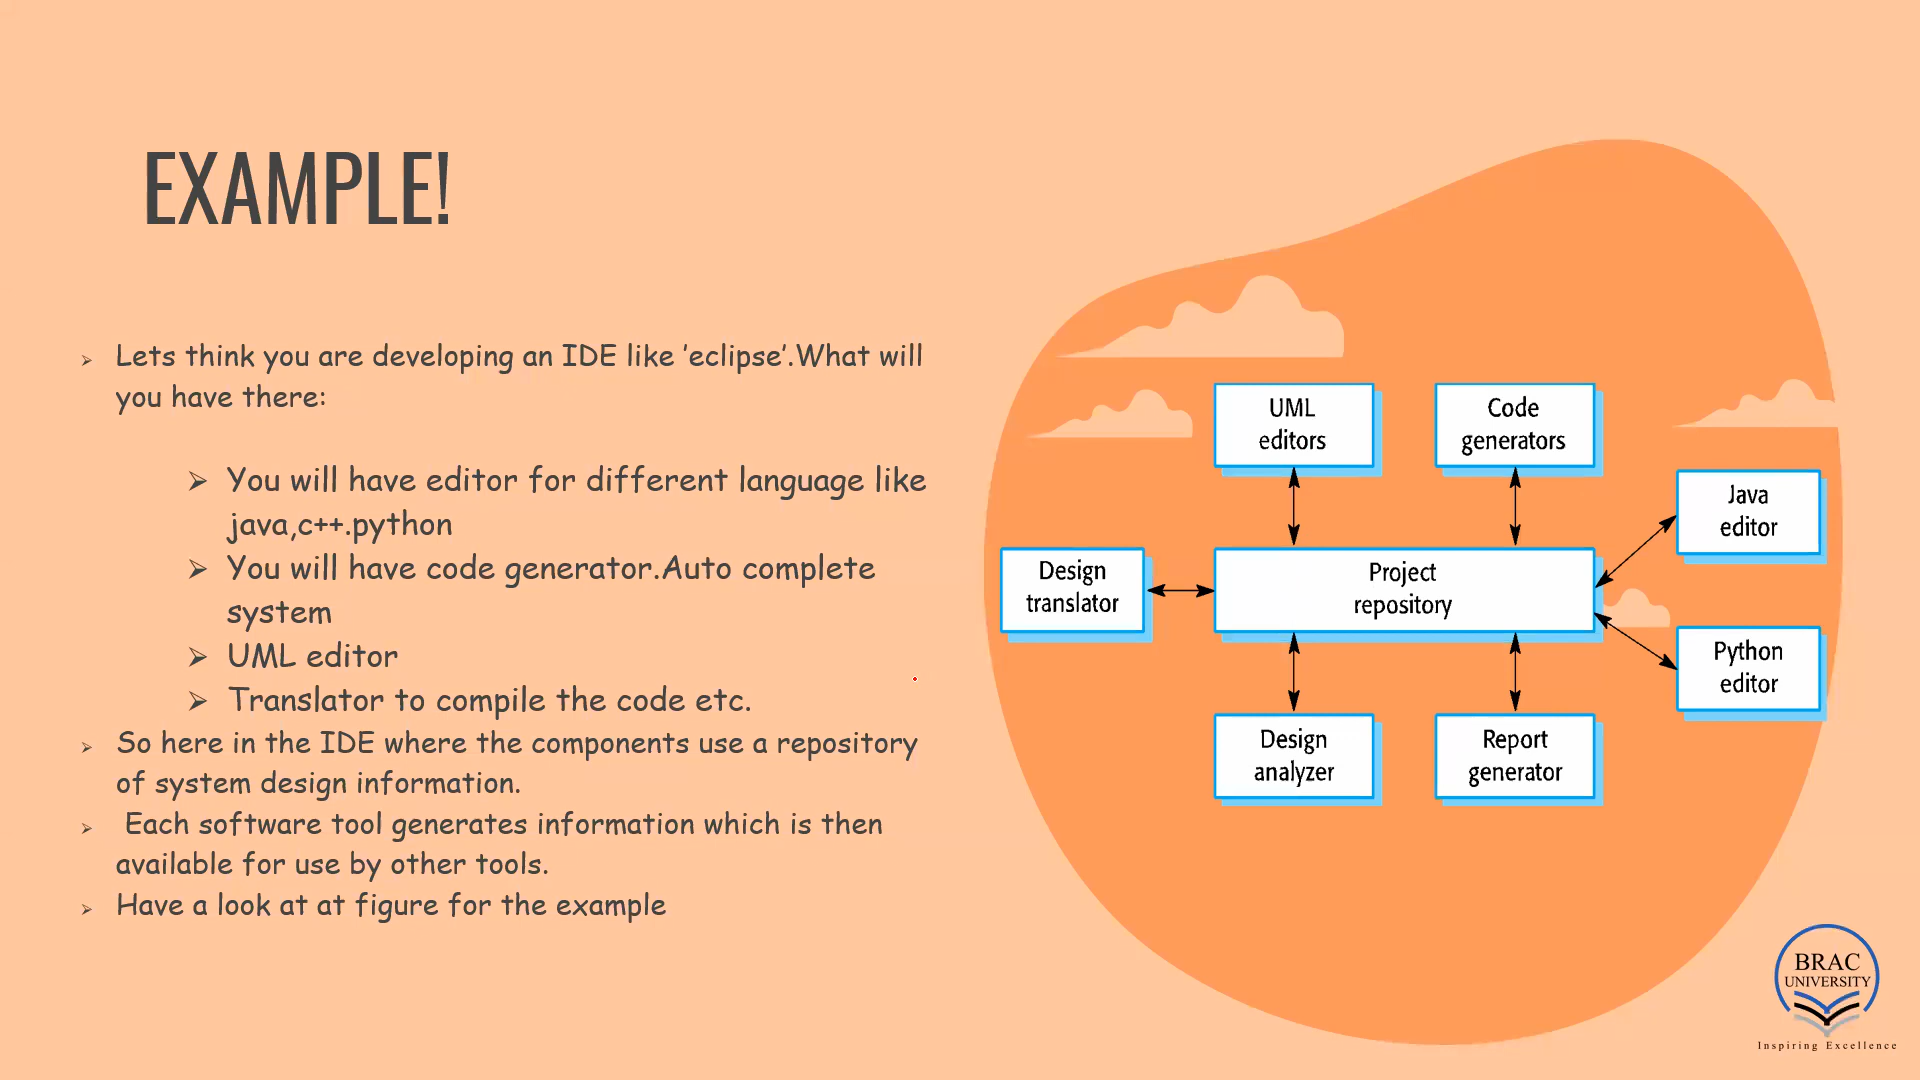 EXAMPLE!
Lets think you are developing an IDE like ’eclipse’.What will
you have there:
You will have editor for different language like
java,c++.python
You will have code generator.Auto complete
system
UML editor
Translator to compile the code etc.
So here in the IDE where the components use a repository
of system design information.
Each software tool generates information which is then
available for use by other tools.
Have a look at at figure for the example
UML
editors
Code
generators
Java
editor
Design
translator
Project
repository
Python
editor
Design
analyzer
Report
generator
BRAC
UNIVERSITY
Inspiring Excellence